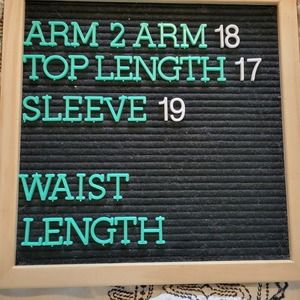 ARM 2 ARM 18
TOP LENGTH 17
SLEEVE 19
WAIST
LENGTH